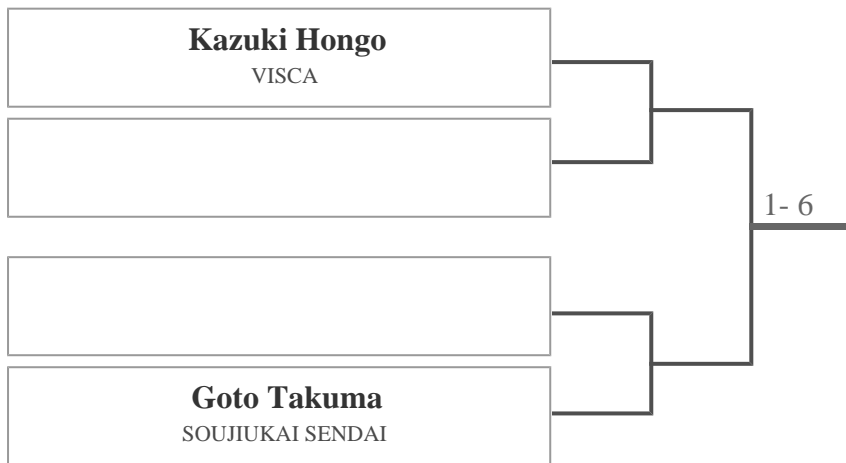 Kazuki Hongo
VISCA
1- 6
Goto Takuma
SOUJIUKAI SENDAI